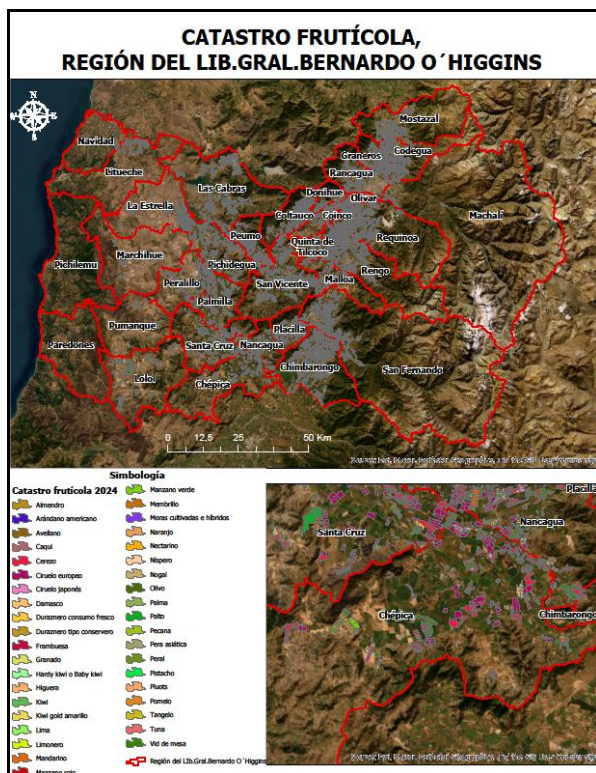 CATASTRO FRUTÍCOLA,
REGIÓN DEL LIB.GRAL.BERNARDO O´HIGGINS
N
W
E
S
Navidad
Litueche
La Estrella
Las Cabras
Mostazal
Codegua
Graneros
Rancagua
Doñihue
Olivar
Machalí
Coltauco
Coinco
Peumo
Requinoa
Quinta de
Tilcoco
Pichilemu
Marchihue
Pichidegua
Peralillo
San Vicente
Malloa
Rengo
Palmilla
Paredones
Pumanque
Placilla
Santa Cruz
Nancagua
Lolol
Chépica
Chimbarongo
San Fernando
0 12.5 25 50 Km
Simbología
Catastro frutícola 2024
Almendro
Arándano americano
Avellano
Caqui
Cerezo
Ciruelo europeo
Ciruelo japonés
Damasco
Duraznero consumo fresco
Duraznero tipo conservero
Frambuesa
Granado
Hardy kiwi o Baby kiwi
Higuera
Kiwi
Kiwi gold amarillo
Lima
Limonero
Mandarino
Manzano rojo
Manzano verde
Membrillo
Moras cultivadas e híbridos
Naranjo
Nectarino
Níspero
Nogal
Olivo
Palma
Palto
Pecana
Pera asiática
Peral
Pistacho
Pluots
Pomelo
Tangelo
Tuna
Vid de mesa
Región del Lib.Gral.Bernardo O´Higgins
Placilla
Nancagua
Santa Cruz
Chépica
Chimbarongo